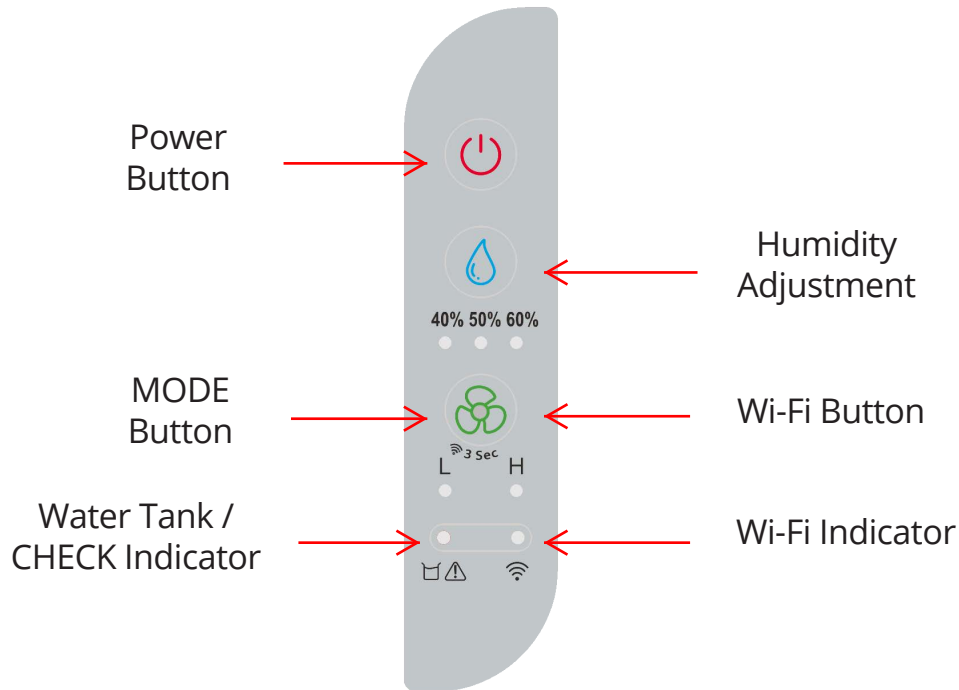 Power
Button
Humidity
Adjustment
40% 50% 60%
MODE
Button
Wi-Fi Button
3 Sec
L H
Water Tank /
CHECK Indicator
Wi-Fi Indicator